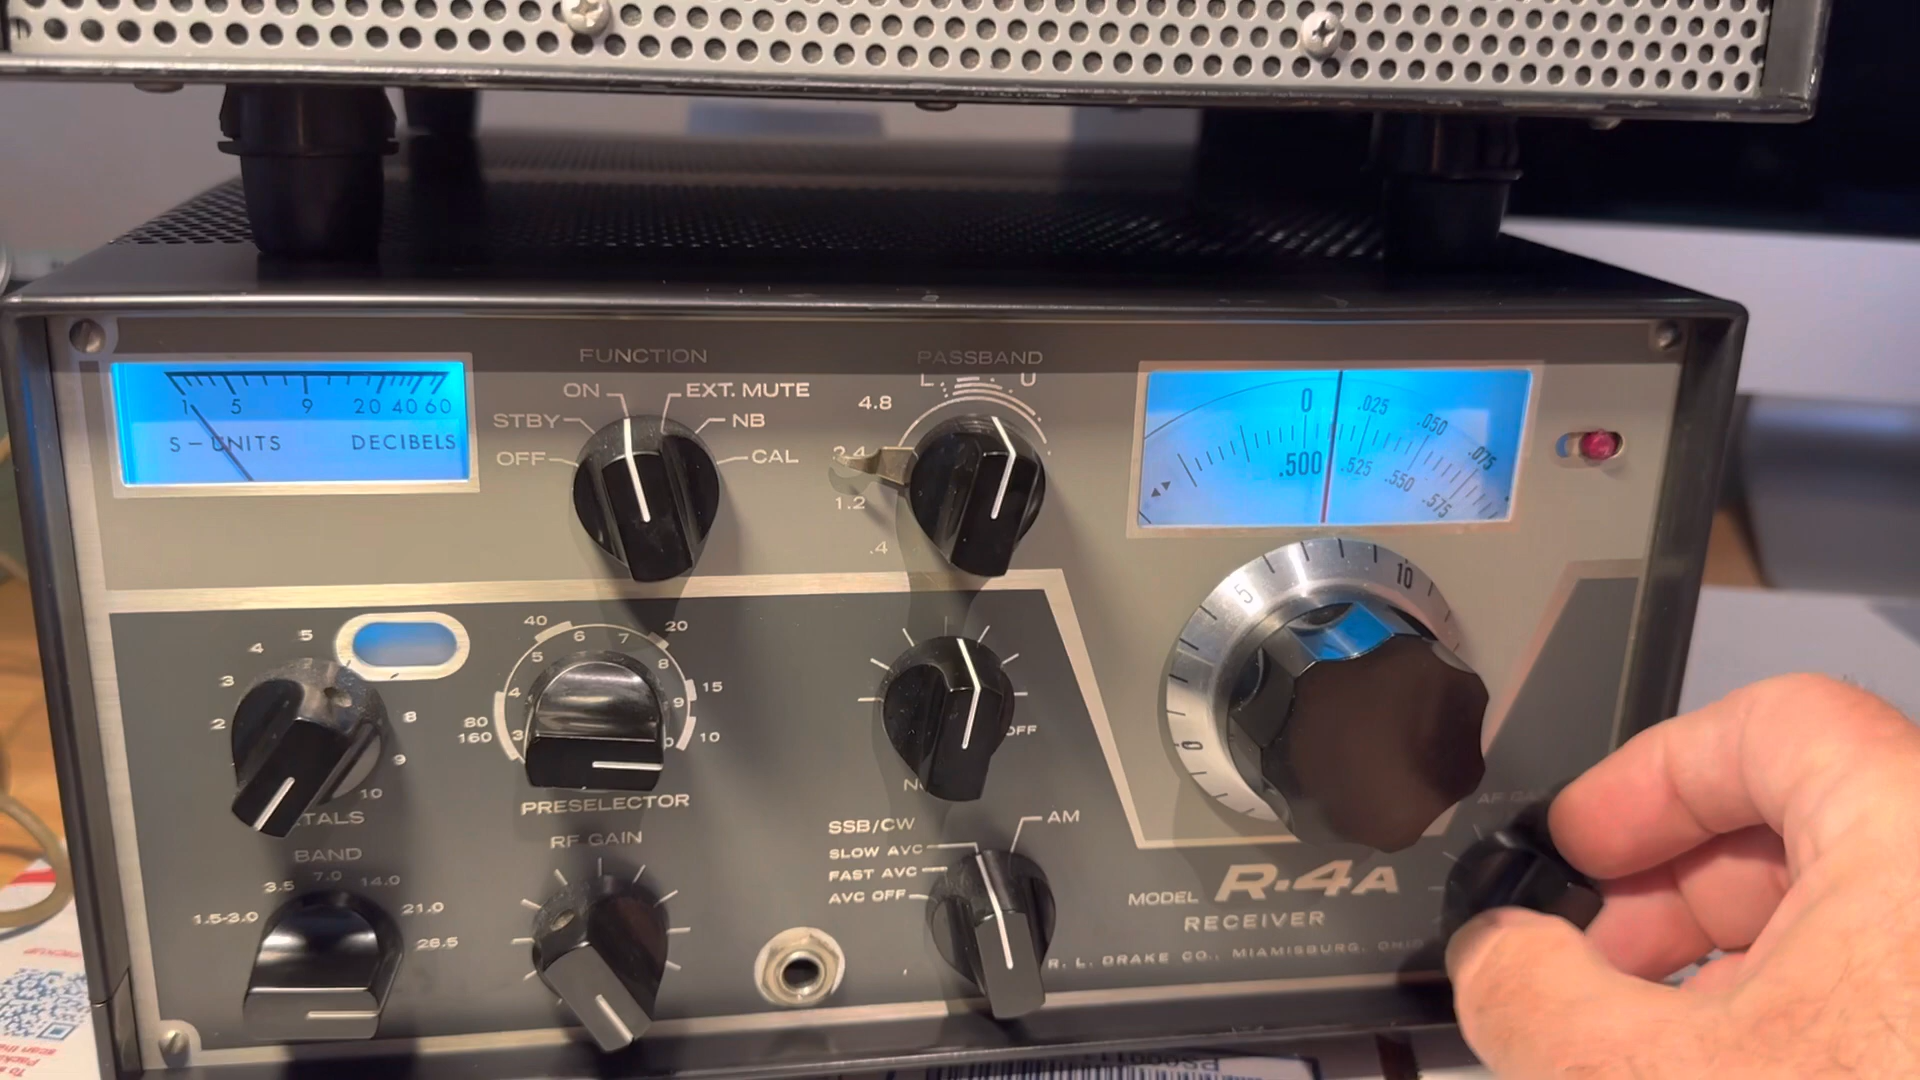 FUNCTION
PASSBAND
ON
EXT. MUTE
STBY
NB
OFF
CAL
L U
4.8
2.4
1.2
.4
1 5 9 20 40 60
S-UNITS DECIBELS
0 .025 .050 .075
.500 .525 .550 .575
5 10
0
2 3 4 5 8 9 10
40 20
5 6 7 8
4 9
3
80
160
15
10
PRESELECTOR
RF GAIN
BAND
1.5-3.0 3.5 7.0 14.0 21.0 28.5
SSB/CW
AM
SLOW AVC
FAST AVC
AVC OFF
MODEL R-4A
RECEIVER
R. L. DRAKE CO., MIAMISBURG, OHIO